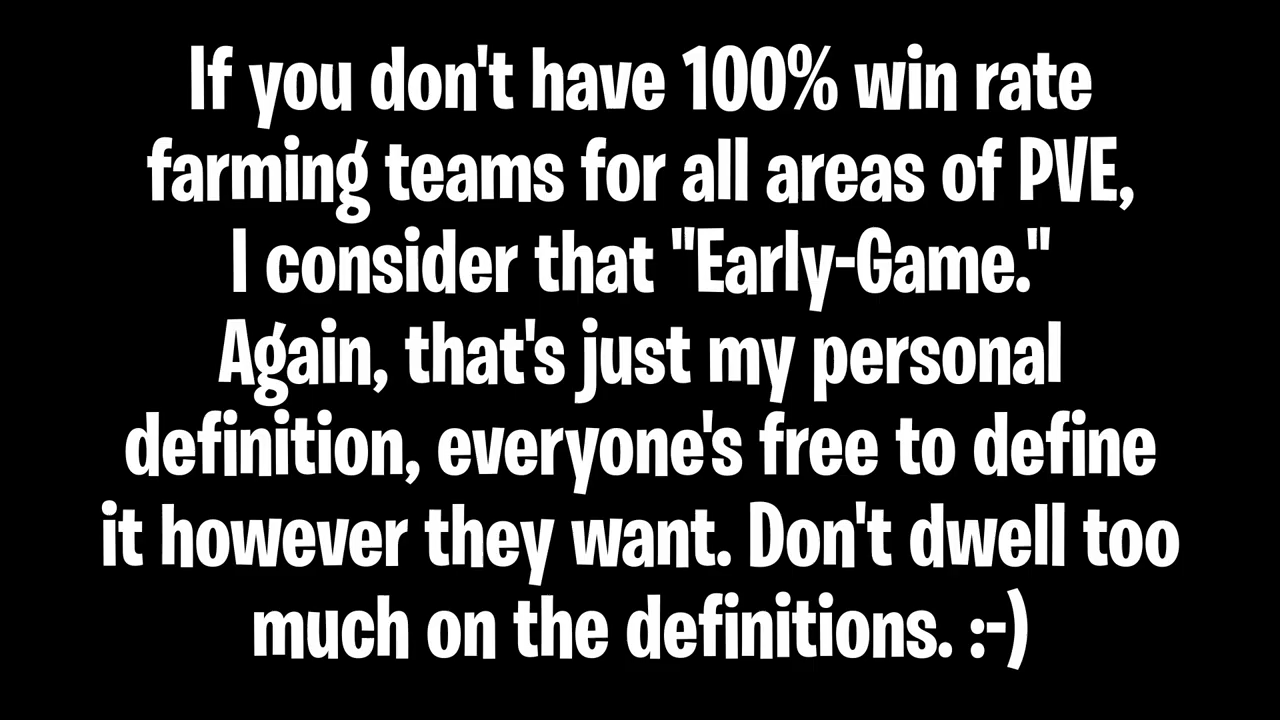 If you don't have 100% win rate
farming teams for all areas of PVE,
I consider that "Early-Game."
Again, that's just my personal
definition, everyone's free to define
it however they want. Don't dwell too
much on the definitions. :-)